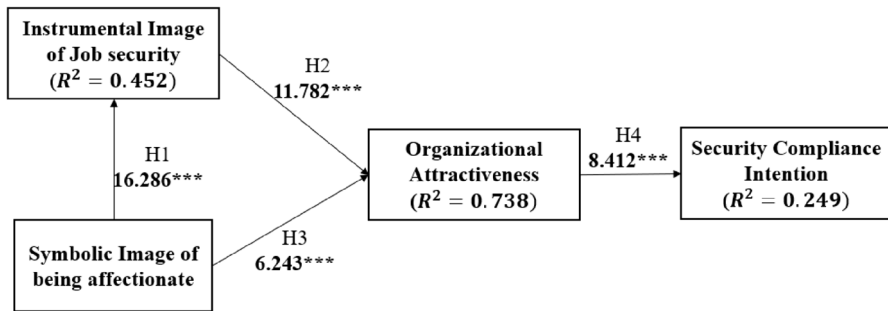 Instrumental Image
of Job security
(R² = 0.452)
H2
11.782***
H1
16.286***
Organizational
Attractiveness
(R² = 0.738)
H4
8.412***
Security Compliance
Intention
(R² = 0.249)
Symbolic Image of
being affectionate
H3
6.243***